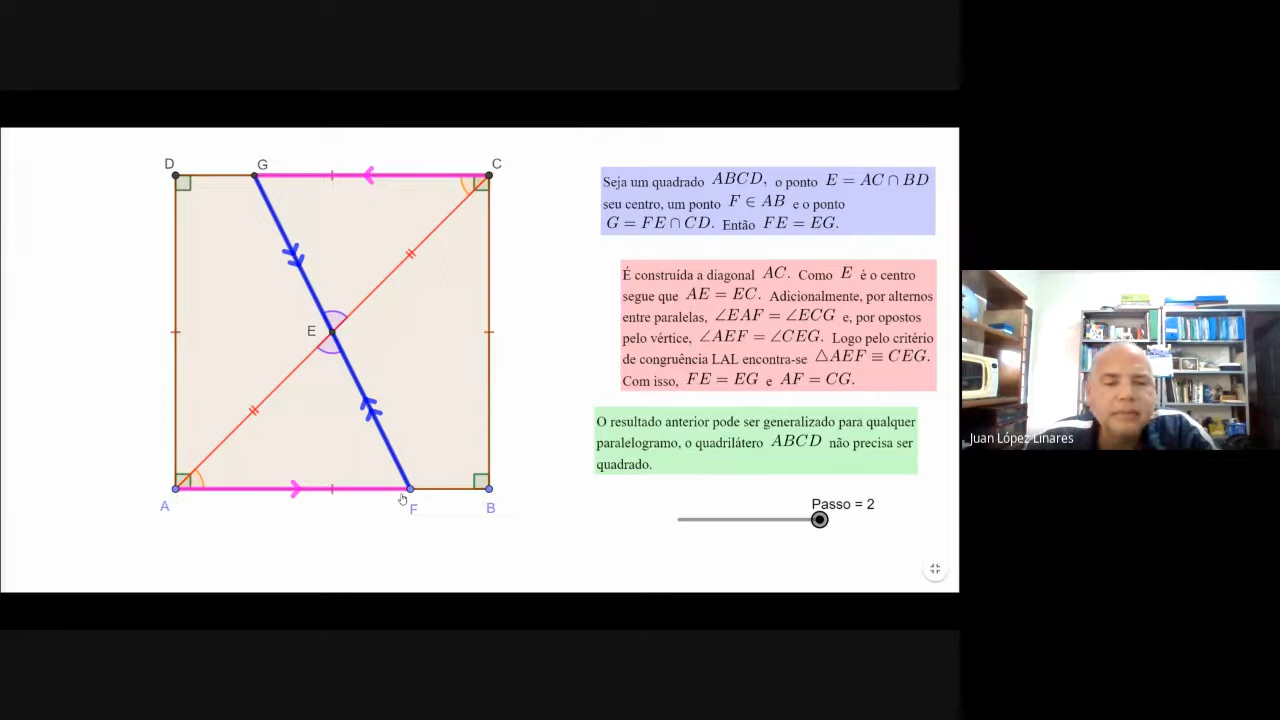 D
G
C
E
A
F
B
Seja um quadrado ABCD, o ponto E = AC ∩ BD
seu centro, um ponto F ∈ AB e o ponto
G = FE ∩ CD. Então FE = EG.
É construída a diagonal AC. Como E é o centro
segue que AE = EC. Adicionalmente, por alternos
entre paralelas, ∠EAF = ∠ECG e, por opostos
pelo vértice, ∠AEF = ∠CEG. Logo pelo critério
de congruência LAL encontra-se △AEF ≡ CEG.
Com isso, FE = EG e AF = CG.
O resultado anterior pode ser generalizado para qualquer
paralelogramo, o quadrilátero ABCD não precisa ser
quadrado.
Passo = 2
Juan López Linares